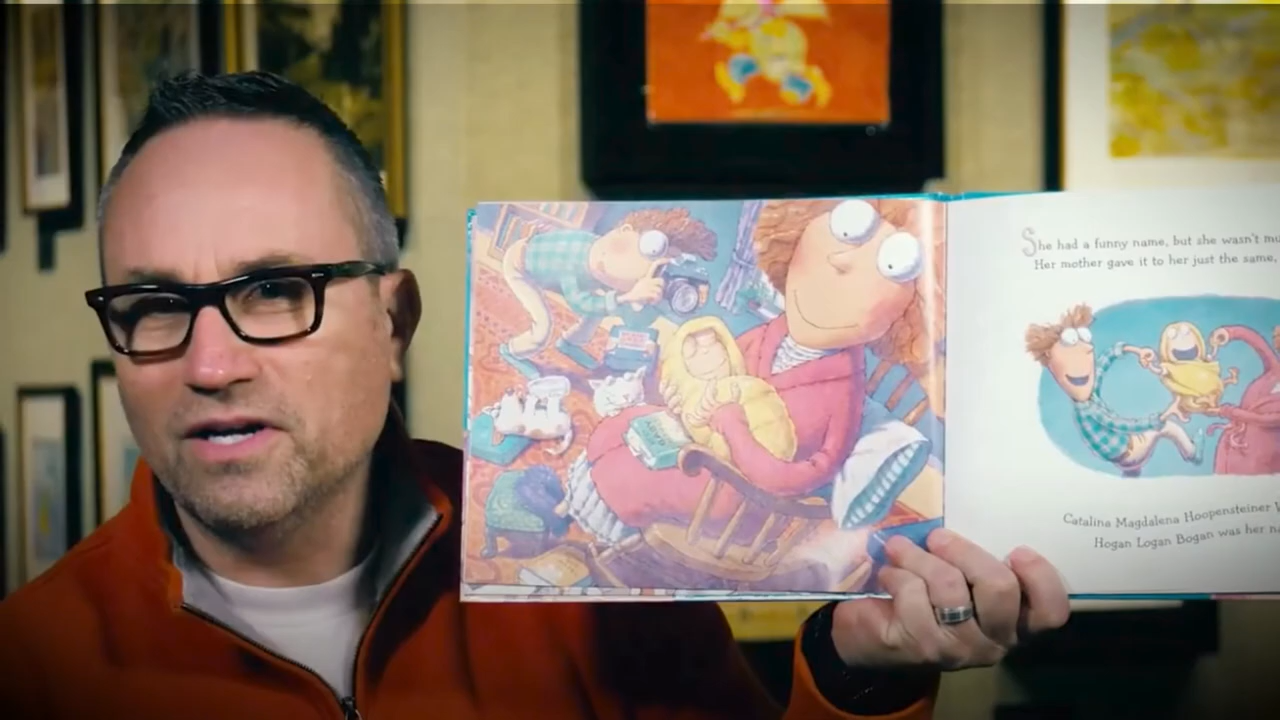 She had a funny name, but she wasn't
Her mother gave it to her just the same,
Catalina Magdalena Hoopensteiner
Hogan Logan Bogan was her